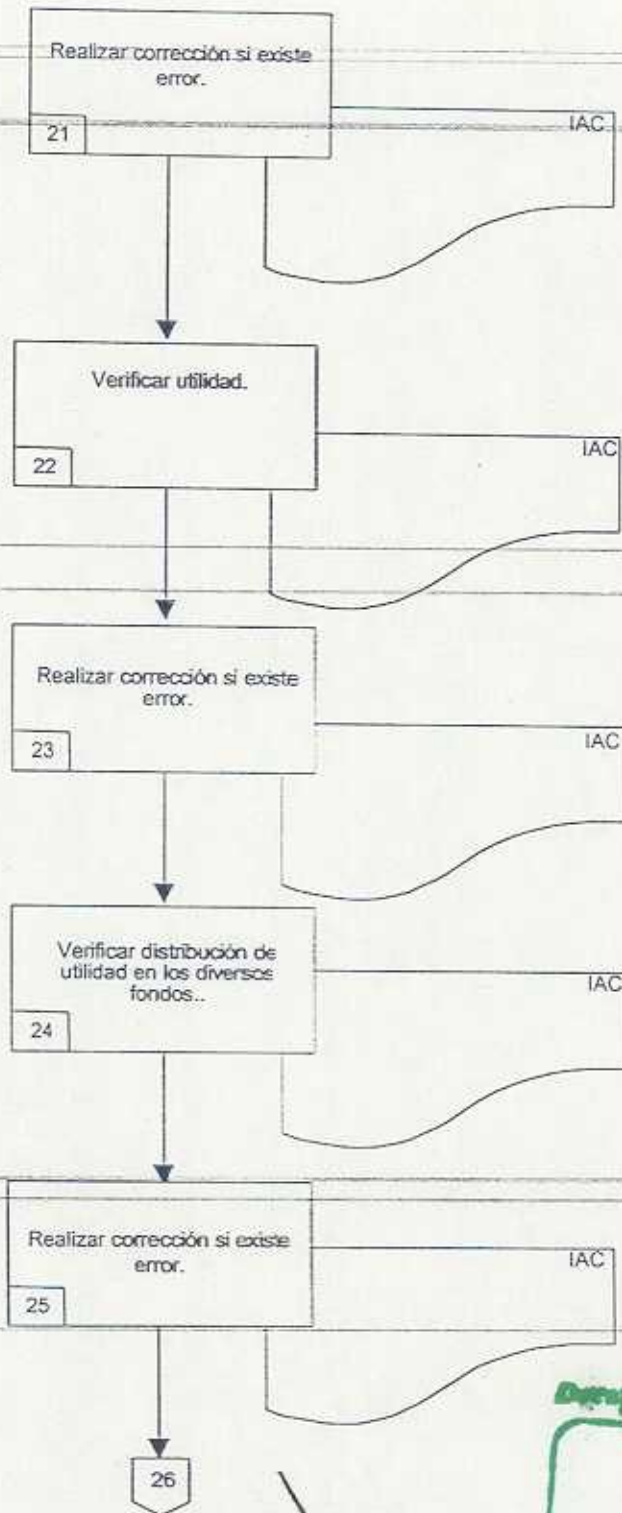 Realizar corrección si existe
error.
21
IAC
Verificar utilidad.
22
IAC
Realizar corrección si existe
error.
23
IAC
Verificar distribución de
utilidad en los diversos
fondos..
24
IAC
Realizar corrección si existe
error.
25
IAC
26